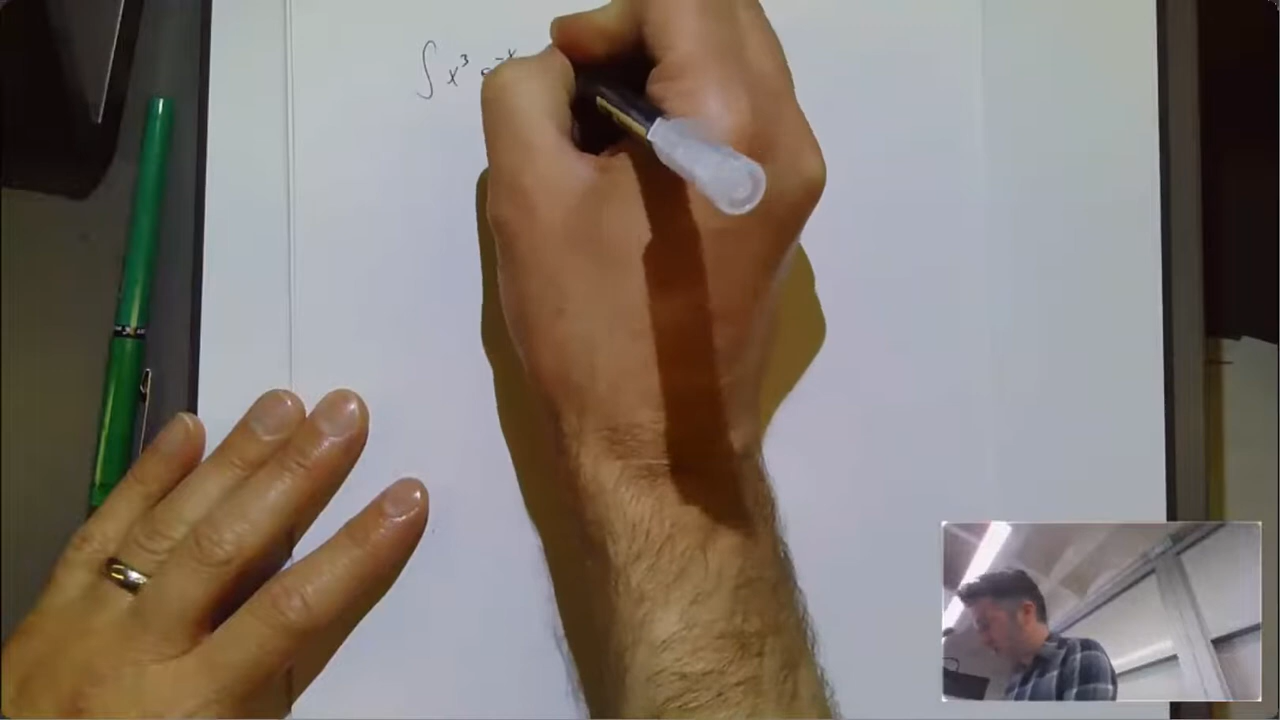 ∫ x³ e⁻ˣ